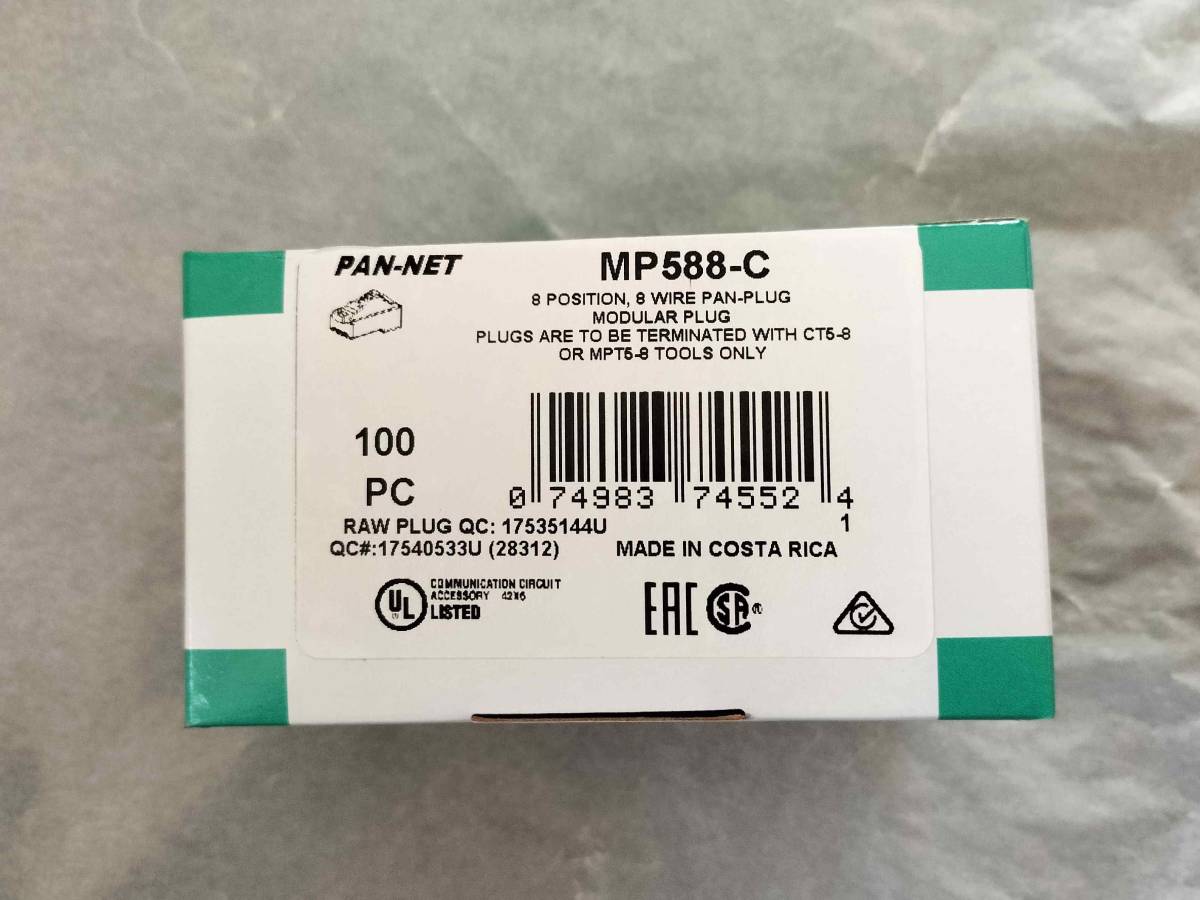 PAN-NET
MP588-C
8 POSITION, 8 WIRE PAN-PLUG
MODULAR PLUG
PLUGS ARE TO BE TERMINATED WITH CT5-8
OR MPT5-8 TOOLS ONLY
100
PC
0 74983 74552 4
1
RAW PLUG QC: 17535144U
QC#:17540533U (28312)
MADE IN COSTA RICA
UL
COMMUNICATION CIRCUIT
ACCESSORY 42X6
LISTED
EAC
SA